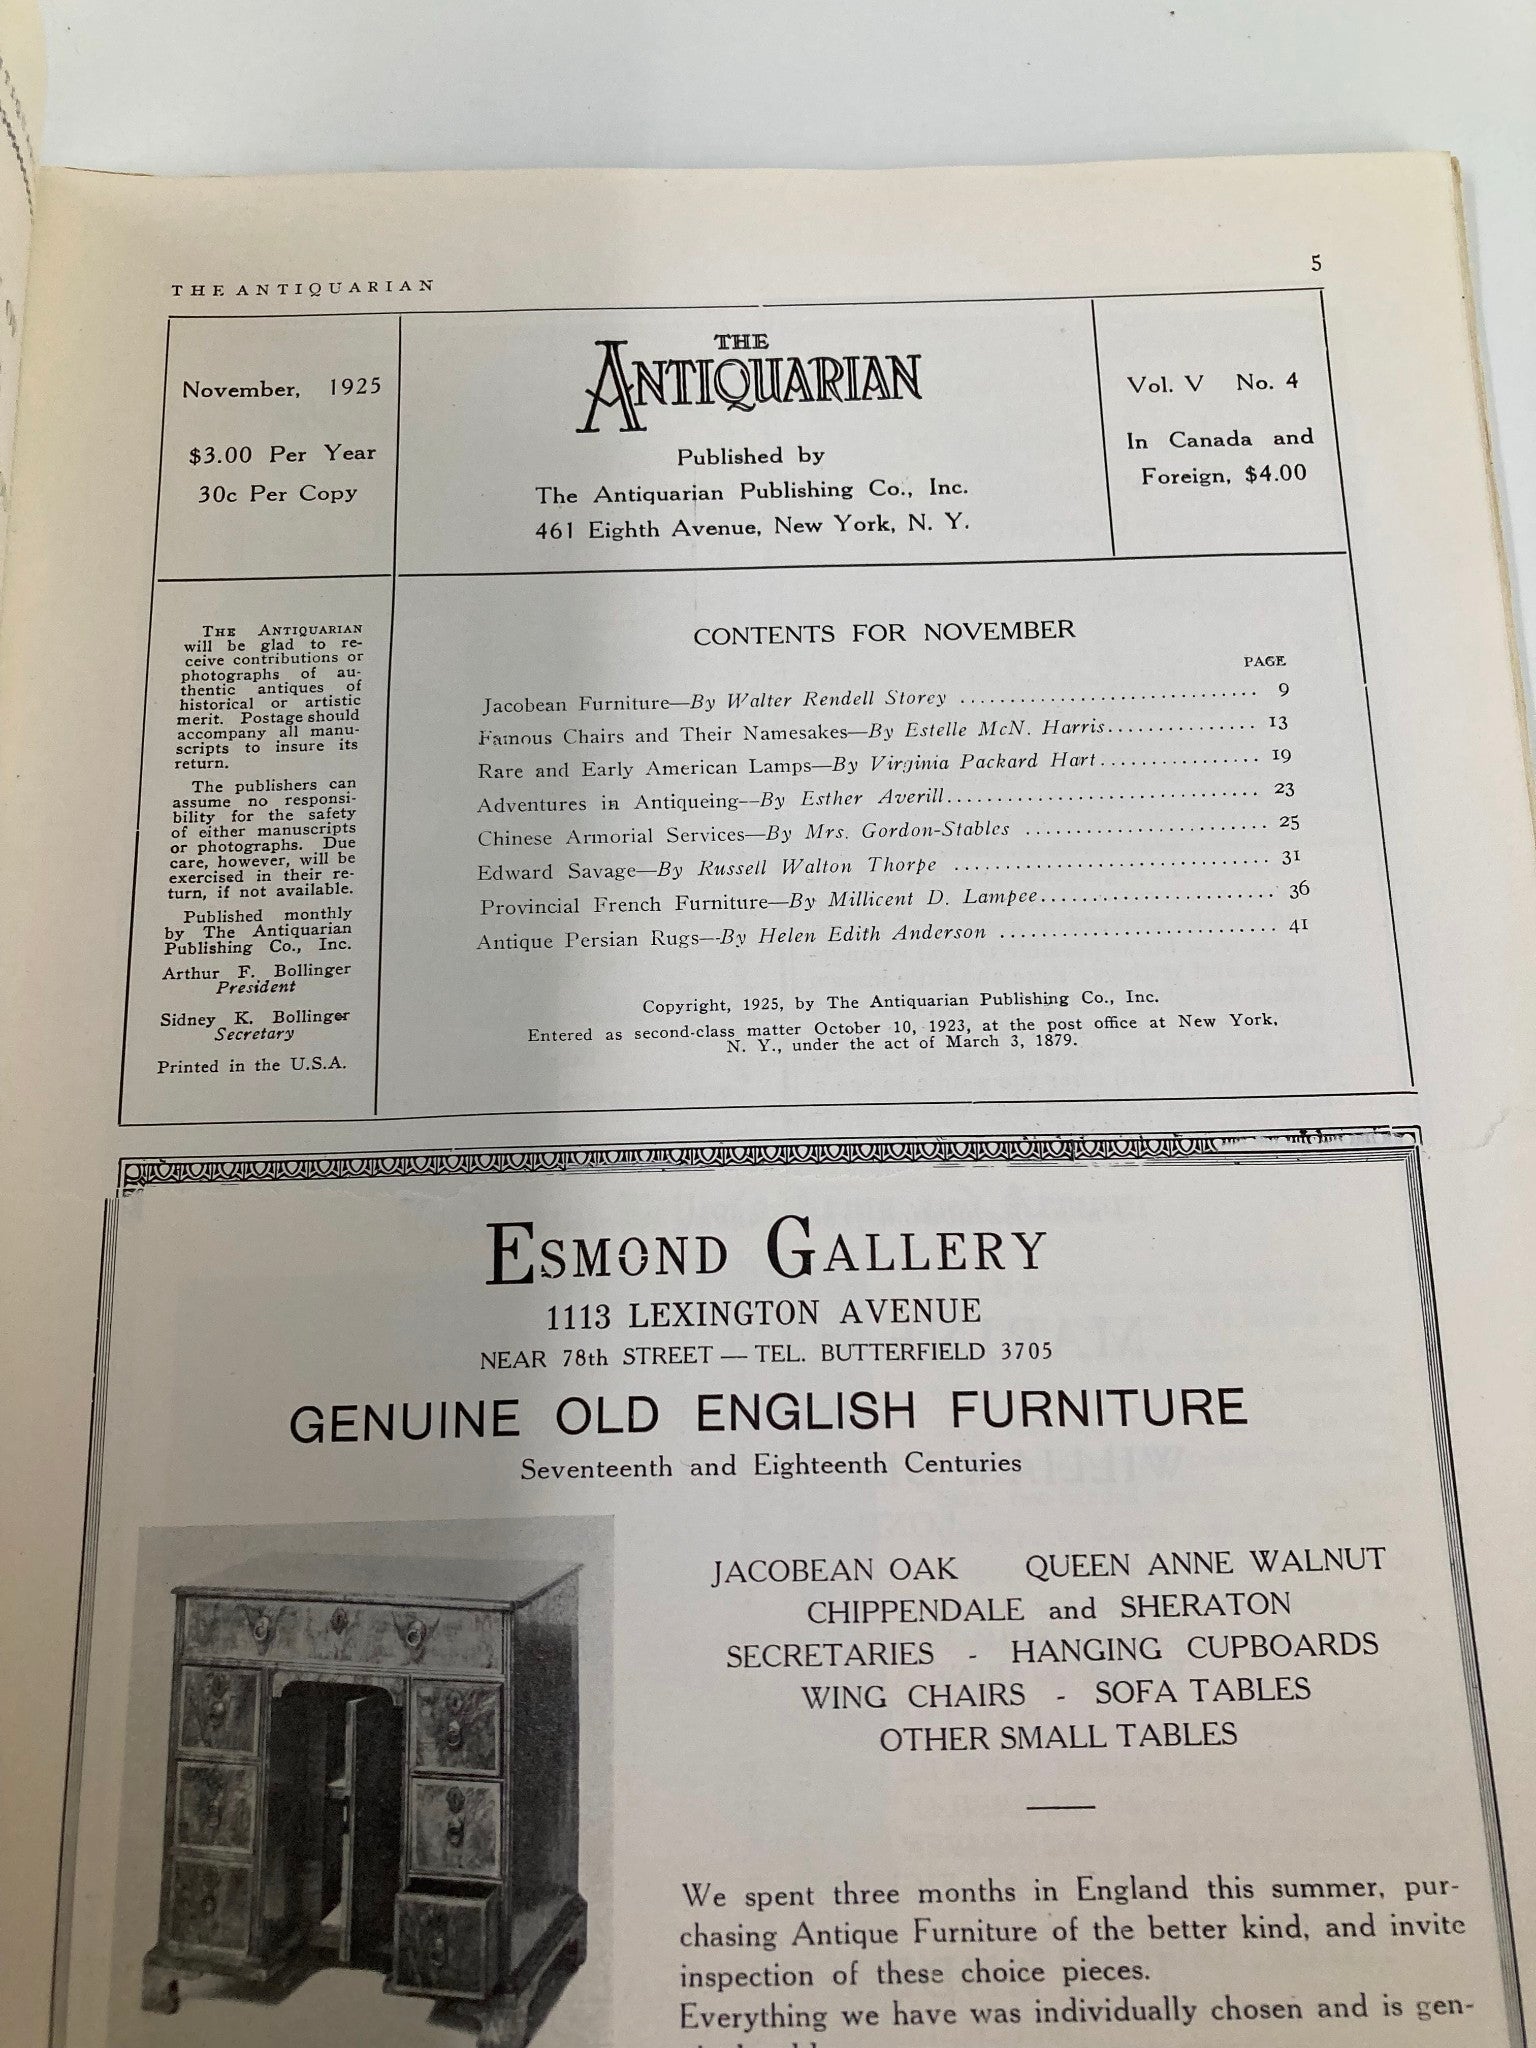 THE ANTIQUARIAN
5
November, 1925
$3.00 Per Year
30c Per Copy
THE
ANTIQUARIAN
Published by
The Antiquarian Publishing Co., Inc.
461 Eighth Avenue, New York, N. Y.
Vol. V No. 4
In Canada and
Foreign, $4.00
THE ANTIQUARIAN
will be glad to re-
ceive contributions or
photographs of au-
thentic antiques of
historical or artistic
merit. Postage should
accompany all manu-
scripts to insure its
return.
The publishers can
assume no responsi-
bility for the safety
of either manuscripts
or photographs. Due
care, however, will be
exercised in their re-
turn, if not available.
Published monthly
by The Antiquarian
Publishing Co., Inc.
Arthur F. Bollinger
President
Sidney K. Bollinger
Secretary
Printed in the U.S.A.
CONTENTS FOR NOVEMBER
PAGE
Jacobean Furniture—By Walter Rendell Storey .............................. 9
Famous Chairs and Their Namesakes—By Estelle McN. Harris............... 13
Rare and Early American Lamps—By Virginia Packard Hart................ 19
Adventures in Antiqueing—By Esther Averill................................ 23
Chinese Armorial Services—By Mrs. Gordon-Stables ......................... 25
Edward Savage—By Russell Walton Thorpe ................................ 31
Provincial French Furniture—By Millicent D. Lampee........................ 36
Antique Persian Rugs—By Helen Edith Anderson ............................ 41
Copyright, 1925, by The Antiquarian Publishing Co., Inc.
Entered as second-class matter October 10, 1923, at the post office at New York,
N. Y., under the act of March 3, 1879.
ESMOND GALLERY
1113 LEXINGTON AVENUE
NEAR 78th STREET — TEL. BUTTERFIELD 3705
GENUINE OLD ENGLISH FURNITURE
Seventeenth and Eighteenth Centuries
JACOBEAN OAK QUEEN ANNE WALNUT
CHIPPENDALE and SHERATON
SECRETARIES - HANGING CUPBOARDS
WING CHAIRS - SOFA TABLES
OTHER SMALL TABLES
We spent three months in England this summer, pur-
chasing Antique Furniture of the better kind, and invite
inspection of these choice pieces.
Everything we have was individually chosen and is gen-